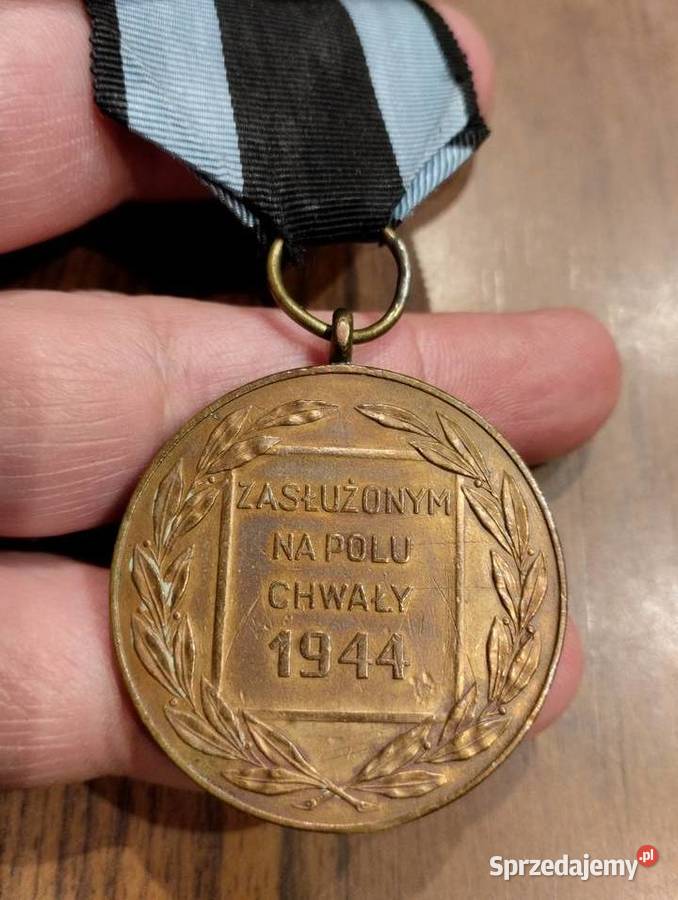 ZASŁUŻONYM
NA POLU
CHWAŁY
1944
Sprzedajemy.pl